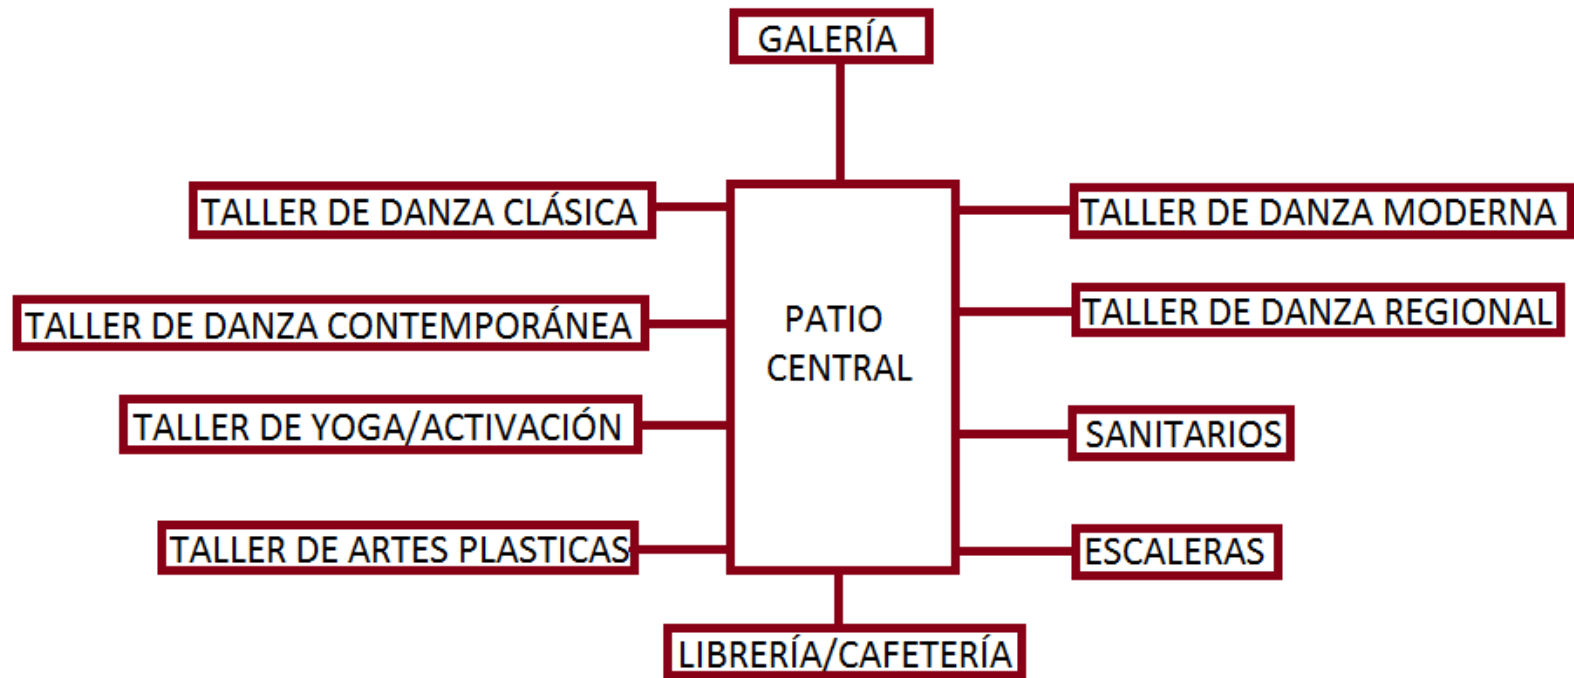 GALERÍA
TALLER DE DANZA CLÁSICA
TALLER DE DANZA MODERNA
TALLER DE DANZA CONTEMPORÁNEA
PATIO
CENTRAL
TALLER DE DANZA REGIONAL
TALLER DE YOGA/ACTIVACIÓN
SANITARIOS
TALLER DE ARTES PLASTICAS
ESCALERAS
LIBRERÍA/CAFETERÍA